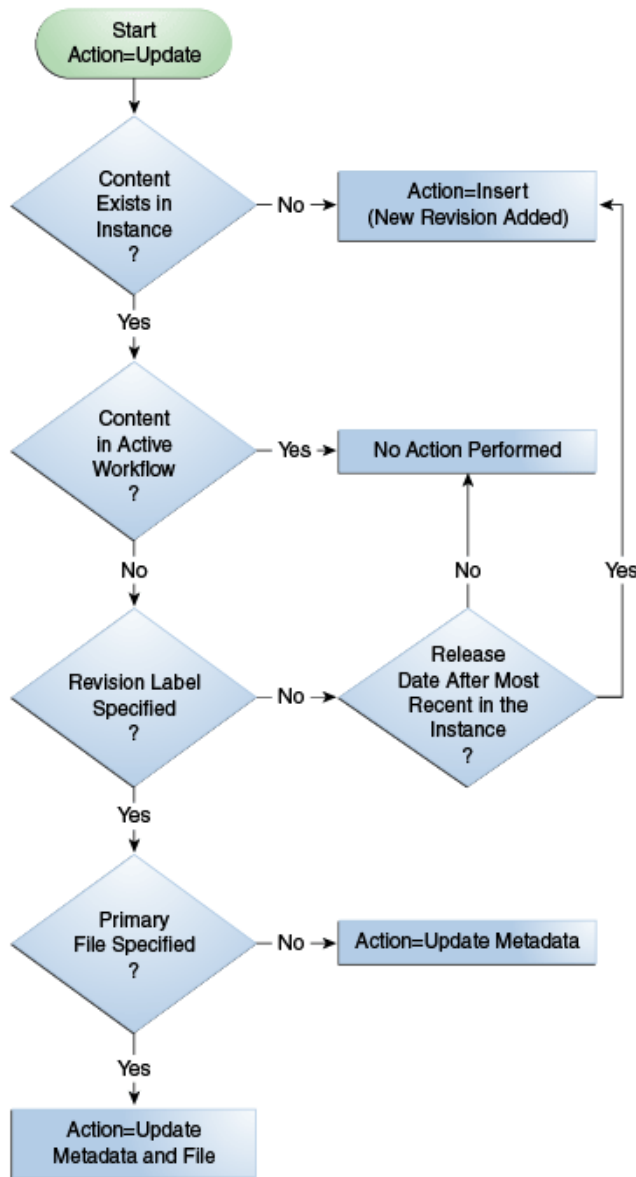 Start
Action=Update
Content
Exists in
Instance
?
No
Action=Insert
(New Revision Added)
Yes
Content
in Active
Workflow
?
Yes
No Action Performed
No
No
Yes
Revision Label
Specified
?
No
Release
Date After Most
Recent in the
Instance
?
Yes
Primary
File Specified
?
No
Action=Update Metadata
Yes
Action=Update
Metadata and File